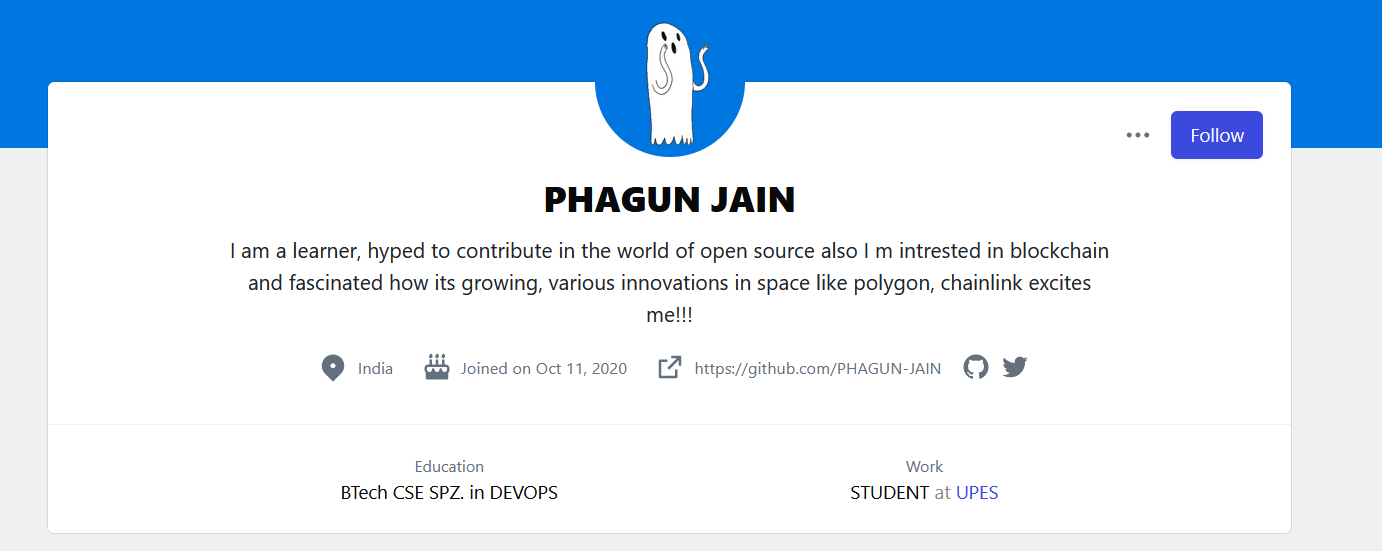 Follow
PHAGUN JAIN
I am a learner, hyped to contribute in the world of open source also I m intrested in blockchain
and fascinated how its growing, various innovations in space like polygon, chainlink excites
me!!!
India
Joined on Oct 11, 2020
https://github.com/PHAGUN-JAIN
Education
BTech CSE SPZ. in DEVOPS
Work
STUDENT at UPES